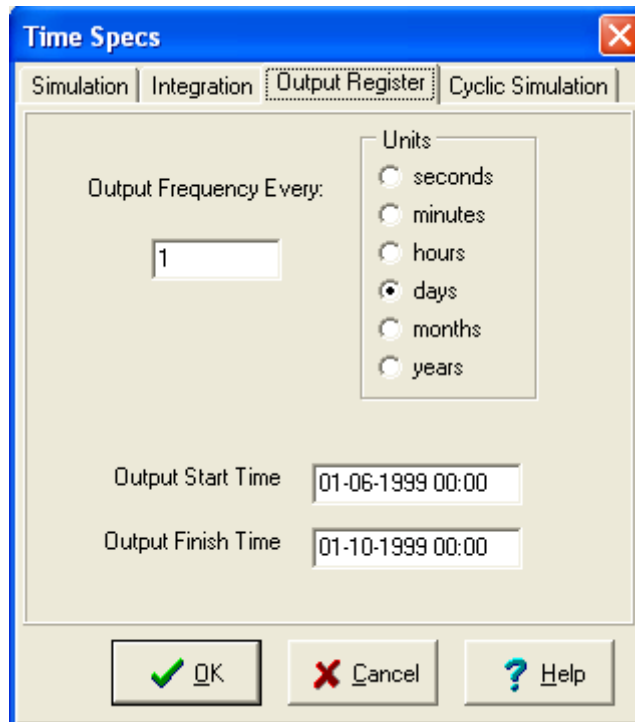 Time Specs
Simulation Integration Output Register Cyclic Simulation
Units
Output Frequency Every:
1
seconds
minutes
hours
days
months
years
Output Start Time 01-06-1999 00:00
Output Finish Time 01-10-1999 00:00
OK Cancel Help